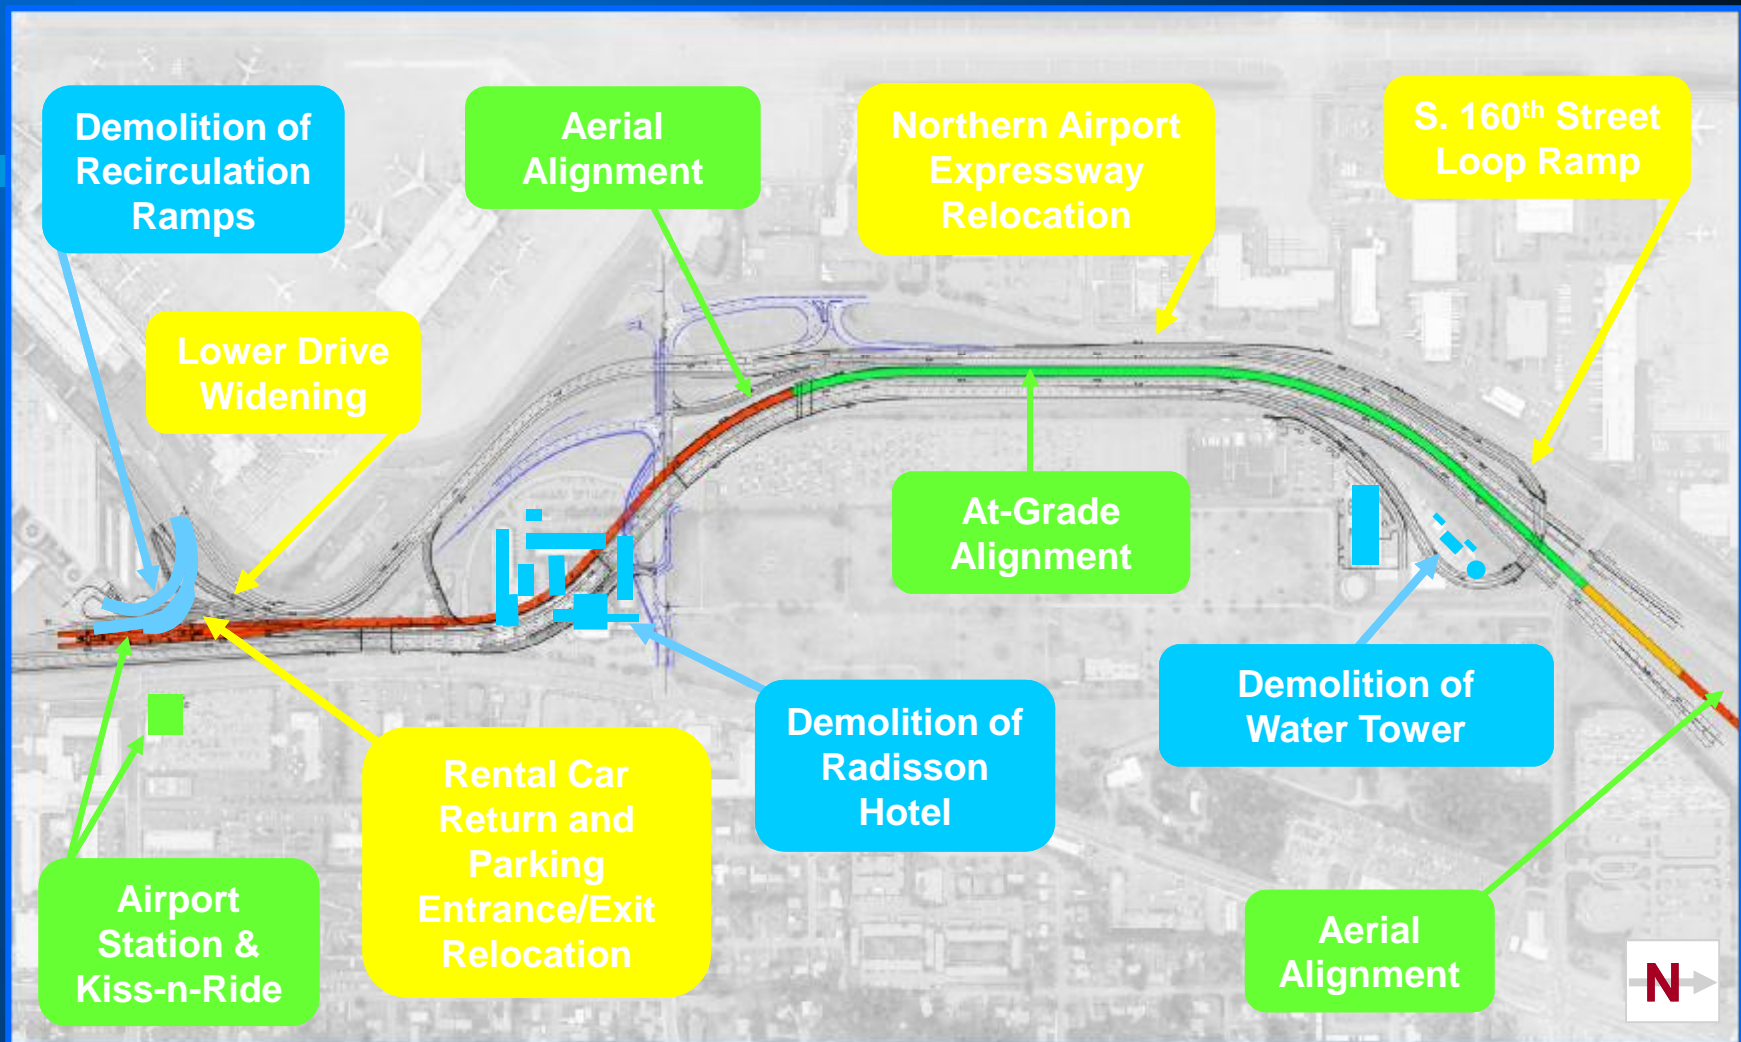 Demolition of
Recirculation
Ramps
Aerial
Alignment
Northern Airport
Expressway
Relocation
S. 160th Street
Loop Ramp
Lower Drive
Widening
At-Grade
Alignment
Demolition of
Water Tower
Demolition of
Radisson
Hotel
Rental Car
Return and
Parking
Entrance/Exit
Relocation
Airport
Station &
Kiss-n-Ride
Aerial
Alignment
N